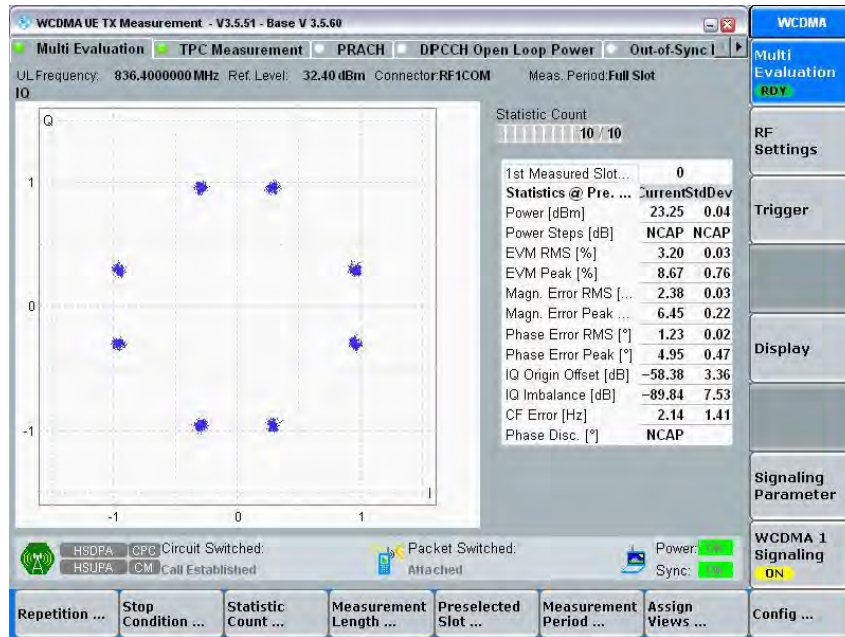 WCDMA UE TX Measurement - V3.5.51 - Base V 3.5.60
WCDMA
Multi Evaluation TPC Measurement PRACH DPCCH Open Loop Power Out-of-Sync
Multi Evaluation
RDY
UL Frequency: 836.4000000 MHz Ref. Level: 32.40 dBm Connector:RF1COM Meas. Period:Full Slot
IQ
Q
1
0
-1
I
-1 0 1
Statistic Count
10 / 10
1st Measured Slot... 0
Statistics @ Pre. ... CurrentStdDev
Power [dBm] 23.25 0.04
Power Steps [dB] NCAP NCAP
EVM RMS [%] 3.20 0.03
EVM Peak [%] 8.67 0.76
Magn. Error RMS [... 2.38 0.03
Magn. Error Peak ... 6.45 0.22
Phase Error RMS [°] 1.23 0.02
Phase Error Peak [°] 4.95 0.47
IQ Origin Offset [dB] −58.38 3.36
IQ Imbalance [dB] −89.84 7.53
CF Error [Hz] 2.14 1.41
Phase Disc. [°] NCAP
RF Settings
Trigger
Display
Signaling Parameter
WCDMA 1 Signaling
ON
HSDPA CPC Circuit Switched:
HSUPA CM Call Established
Packet Switched:
Attached
Power:
Sync:
Repetition ...
Stop Condition ...
Statistic Count ...
Measurement Length ...
Preselected Slot ...
Measurement Period ...
Assign Views ...
Config ...